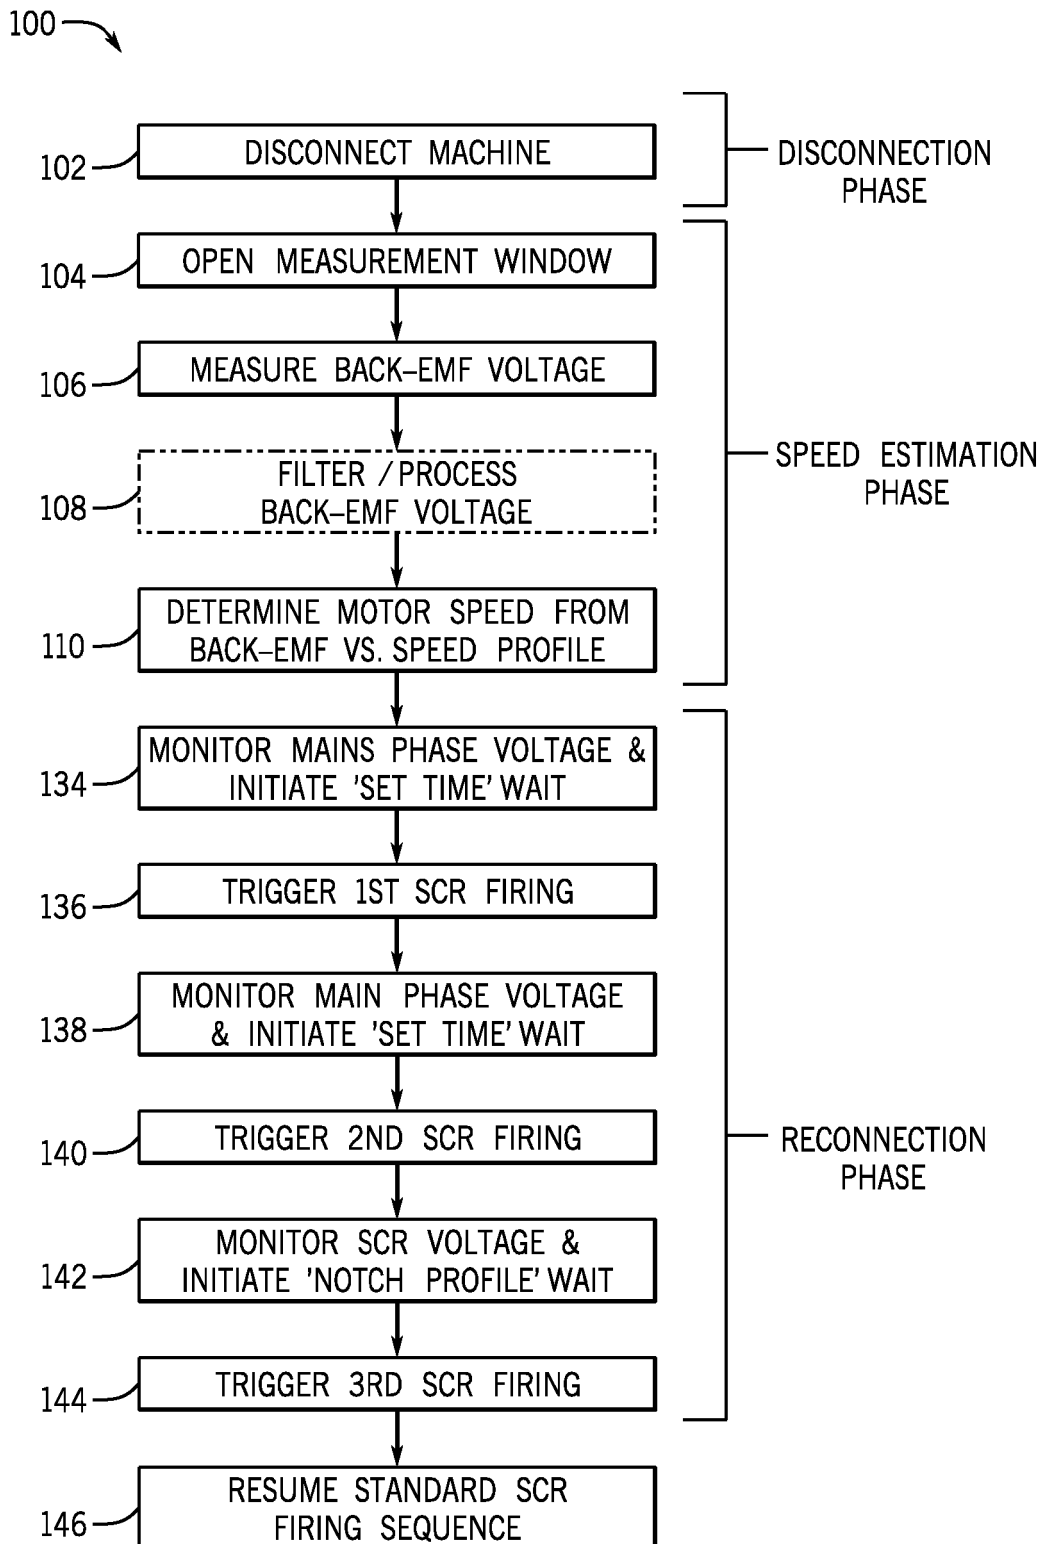 100
102
DISCONNECT MACHINE
DISCONNECTION
PHASE
104
OPEN MEASUREMENT WINDOW
106
MEASURE BACK–EMF VOLTAGE
108
FILTER / PROCESS
BACK–EMF VOLTAGE
SPEED ESTIMATION
PHASE
110
DETERMINE MOTOR SPEED FROM
BACK–EMF VS. SPEED PROFILE
134
MONITOR MAINS PHASE VOLTAGE &
INITIATE 'SET TIME' WAIT
136
TRIGGER 1ST SCR FIRING
138
MONITOR MAIN PHASE VOLTAGE
& INITIATE 'SET TIME' WAIT
140
TRIGGER 2ND SCR FIRING
RECONNECTION
PHASE
142
MONITOR SCR VOLTAGE &
INITIATE 'NOTCH PROFILE' WAIT
144
TRIGGER 3RD SCR FIRING
146
RESUME STANDARD SCR
FIRING SEQUENCE